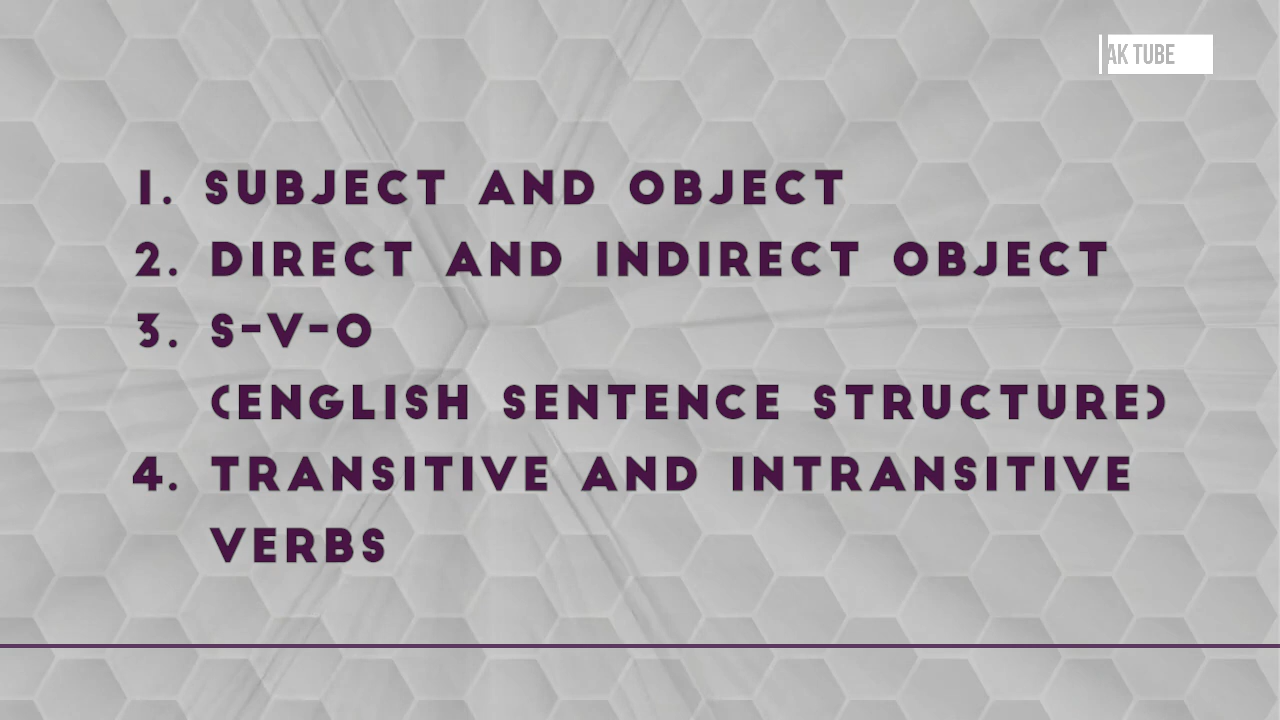 AK TUBE
1. SUBJECT AND OBJECT
2. DIRECT AND INDIRECT OBJECT
3. S-V-O
(ENGLISH SENTENCE STRUCTURE)
4. TRANSITIVE AND INTRANSITIVE
VERBS